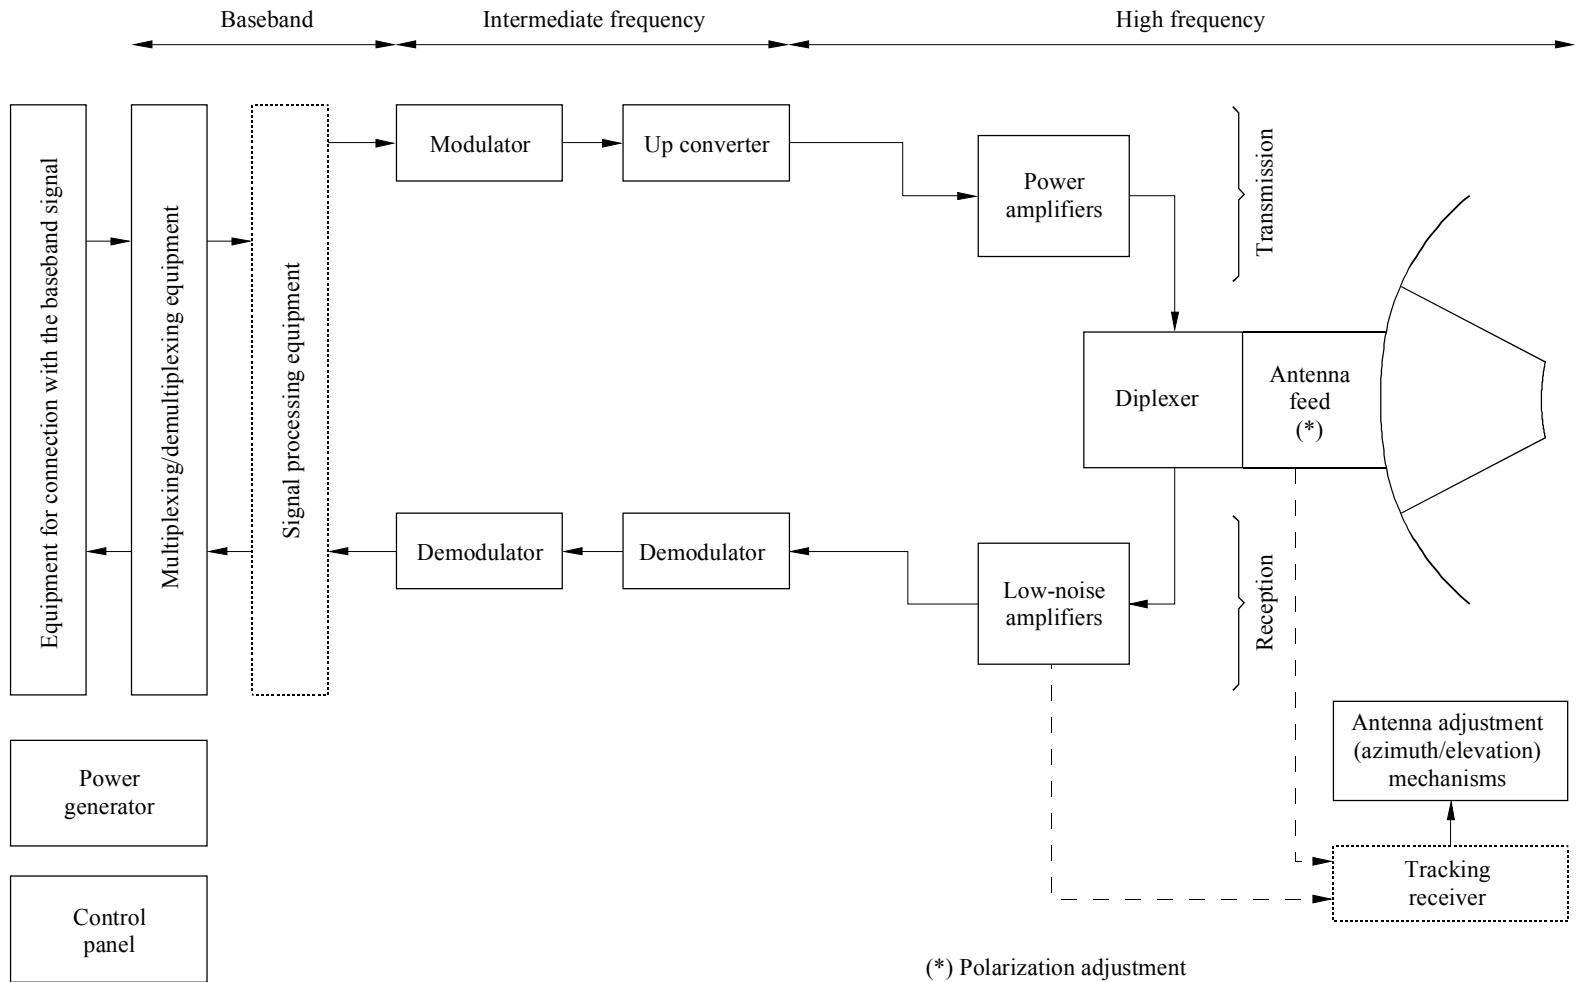 Baseband
Intermediate frequency
High frequency
Equipment for connection with the baseband signal
Multiplexing/demultiplexing equipment
Signal processing equipment
Modulator
Up converter
Power
amplifiers
Transmission
Diplexer
Antenna
feed
(*)
Demodulator
Demodulator
Low-noise
amplifiers
Reception
Power
generator
Control
panel
Antenna adjustment
(azimuth/elevation)
mechanisms
Tracking
receiver
(*) Polarization adjustment